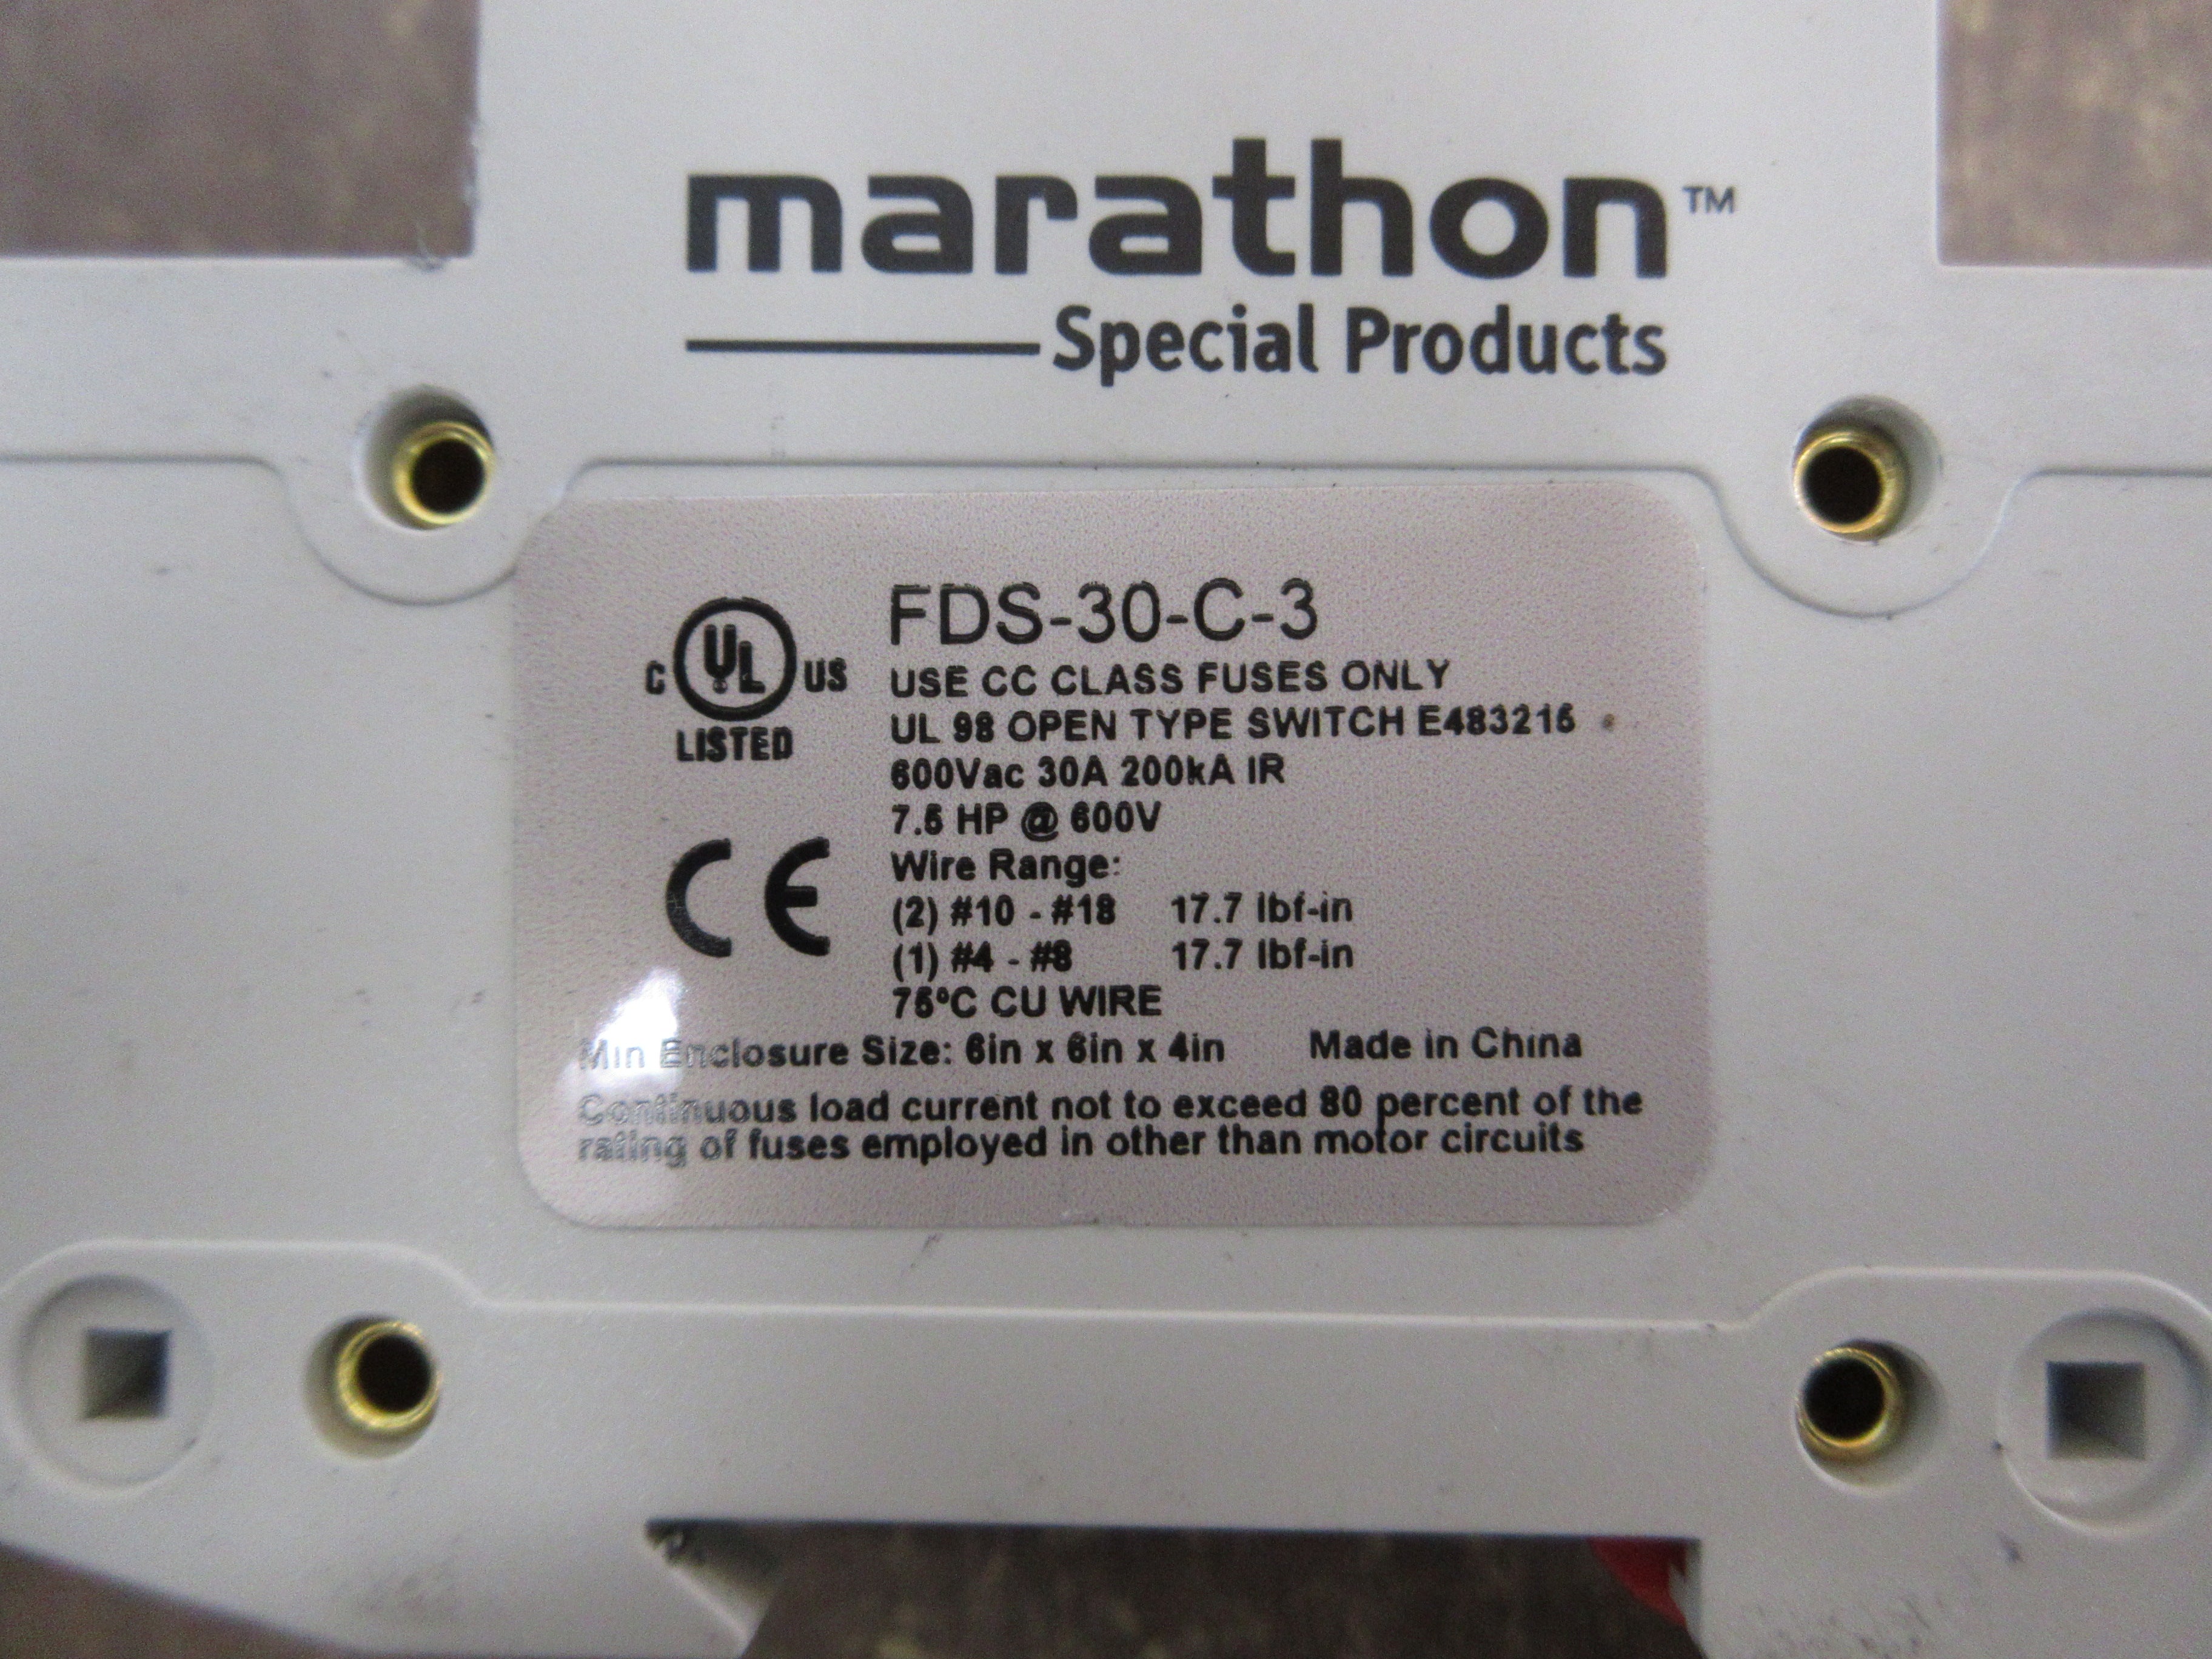 marathon™
Special Products
FDS-30-C-3
C UL US
LISTED
USE CC CLASS FUSES ONLY
UL 98 OPEN TYPE SWITCH E483215
600Vac 30A 200kA IR
7.5 HP @ 600V
CE
Wire Range:
(2) #10 - #18 17.7 lbf-in
(1) #4 - #8 17.7 lbf-in
75°C CU WIRE
Min Enclosure Size: 6in x 6in x 4in Made in China
Continuous load current not to exceed 80 percent of the
rating of fuses employed in other than motor circuits